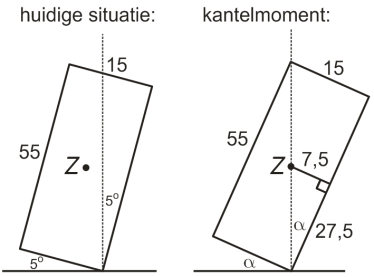 huidige situatie:
15
55
Z
5°
5°
kantelmoment:
15
55
7,5
Z
α
27,5
α